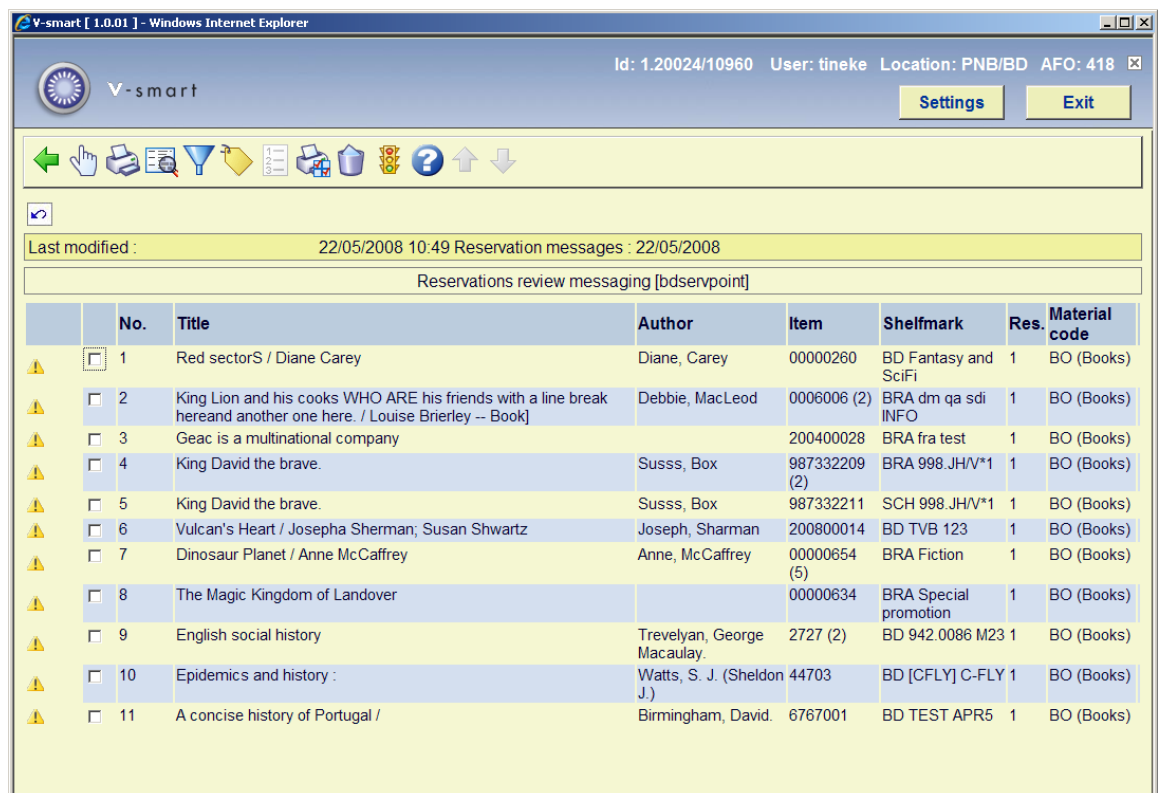 V-smart [ 1.0.01 ] - Windows Internet Explorer
Id: 1.20024/10960 User: tineke Location: PNB/BD AFO: 418
V-smart
Settings Exit
Last modified : 22/05/2008 10:49 Reservation messages : 22/05/2008
Reservations review messaging [bdservpoint]
No. Title Author Item Shelfmark Res. Material code
1 Red sectorS / Diane Carey Diane, Carey 00000260 BD Fantasy and 1 BO (Books)
SciFi
2 King Lion and his cooks WHO ARE his friends with a line break Debbie, MacLeod 0006006 (2) BRA dm qa sdi 1 BO (Books)
hereand another one here. / Louise Brierley -- Book] INFO
3 Geac is a multinational company 200400028 BRA fra test 1 BO (Books)
4 King David the brave. Susss, Box 987332209 BRA 998.JH/V*1 1 BO (Books)
(2)
5 King David the brave. Susss, Box 987332211 SCH 998.JH/V*1 1 BO (Books)
6 Vulcan's Heart / Josepha Sherman; Susan Shwartz Joseph, Sharman 200800014 BD TVB 123 1 BO (Books)
7 Dinosaur Planet / Anne McCaffrey Anne, McCaffrey 00000654 BRA Fiction 1 BO (Books)
(5)
8 The Magic Kingdom of Landover 00000634 BRA Special 1 BO (Books)
promotion
9 English social history Trevelyan, George 2727 (2) BD 942.0086 M23 1 BO (Books)
Macaulay.
10 Epidemics and history : Watts, S. J. (Sheldon 44703 BD [CFLY] C-FLY 1 BO (Books)
J.)
11 A concise history of Portugal / Birmingham, David. 6767001 BD TEST APR5 1 BO (Books)